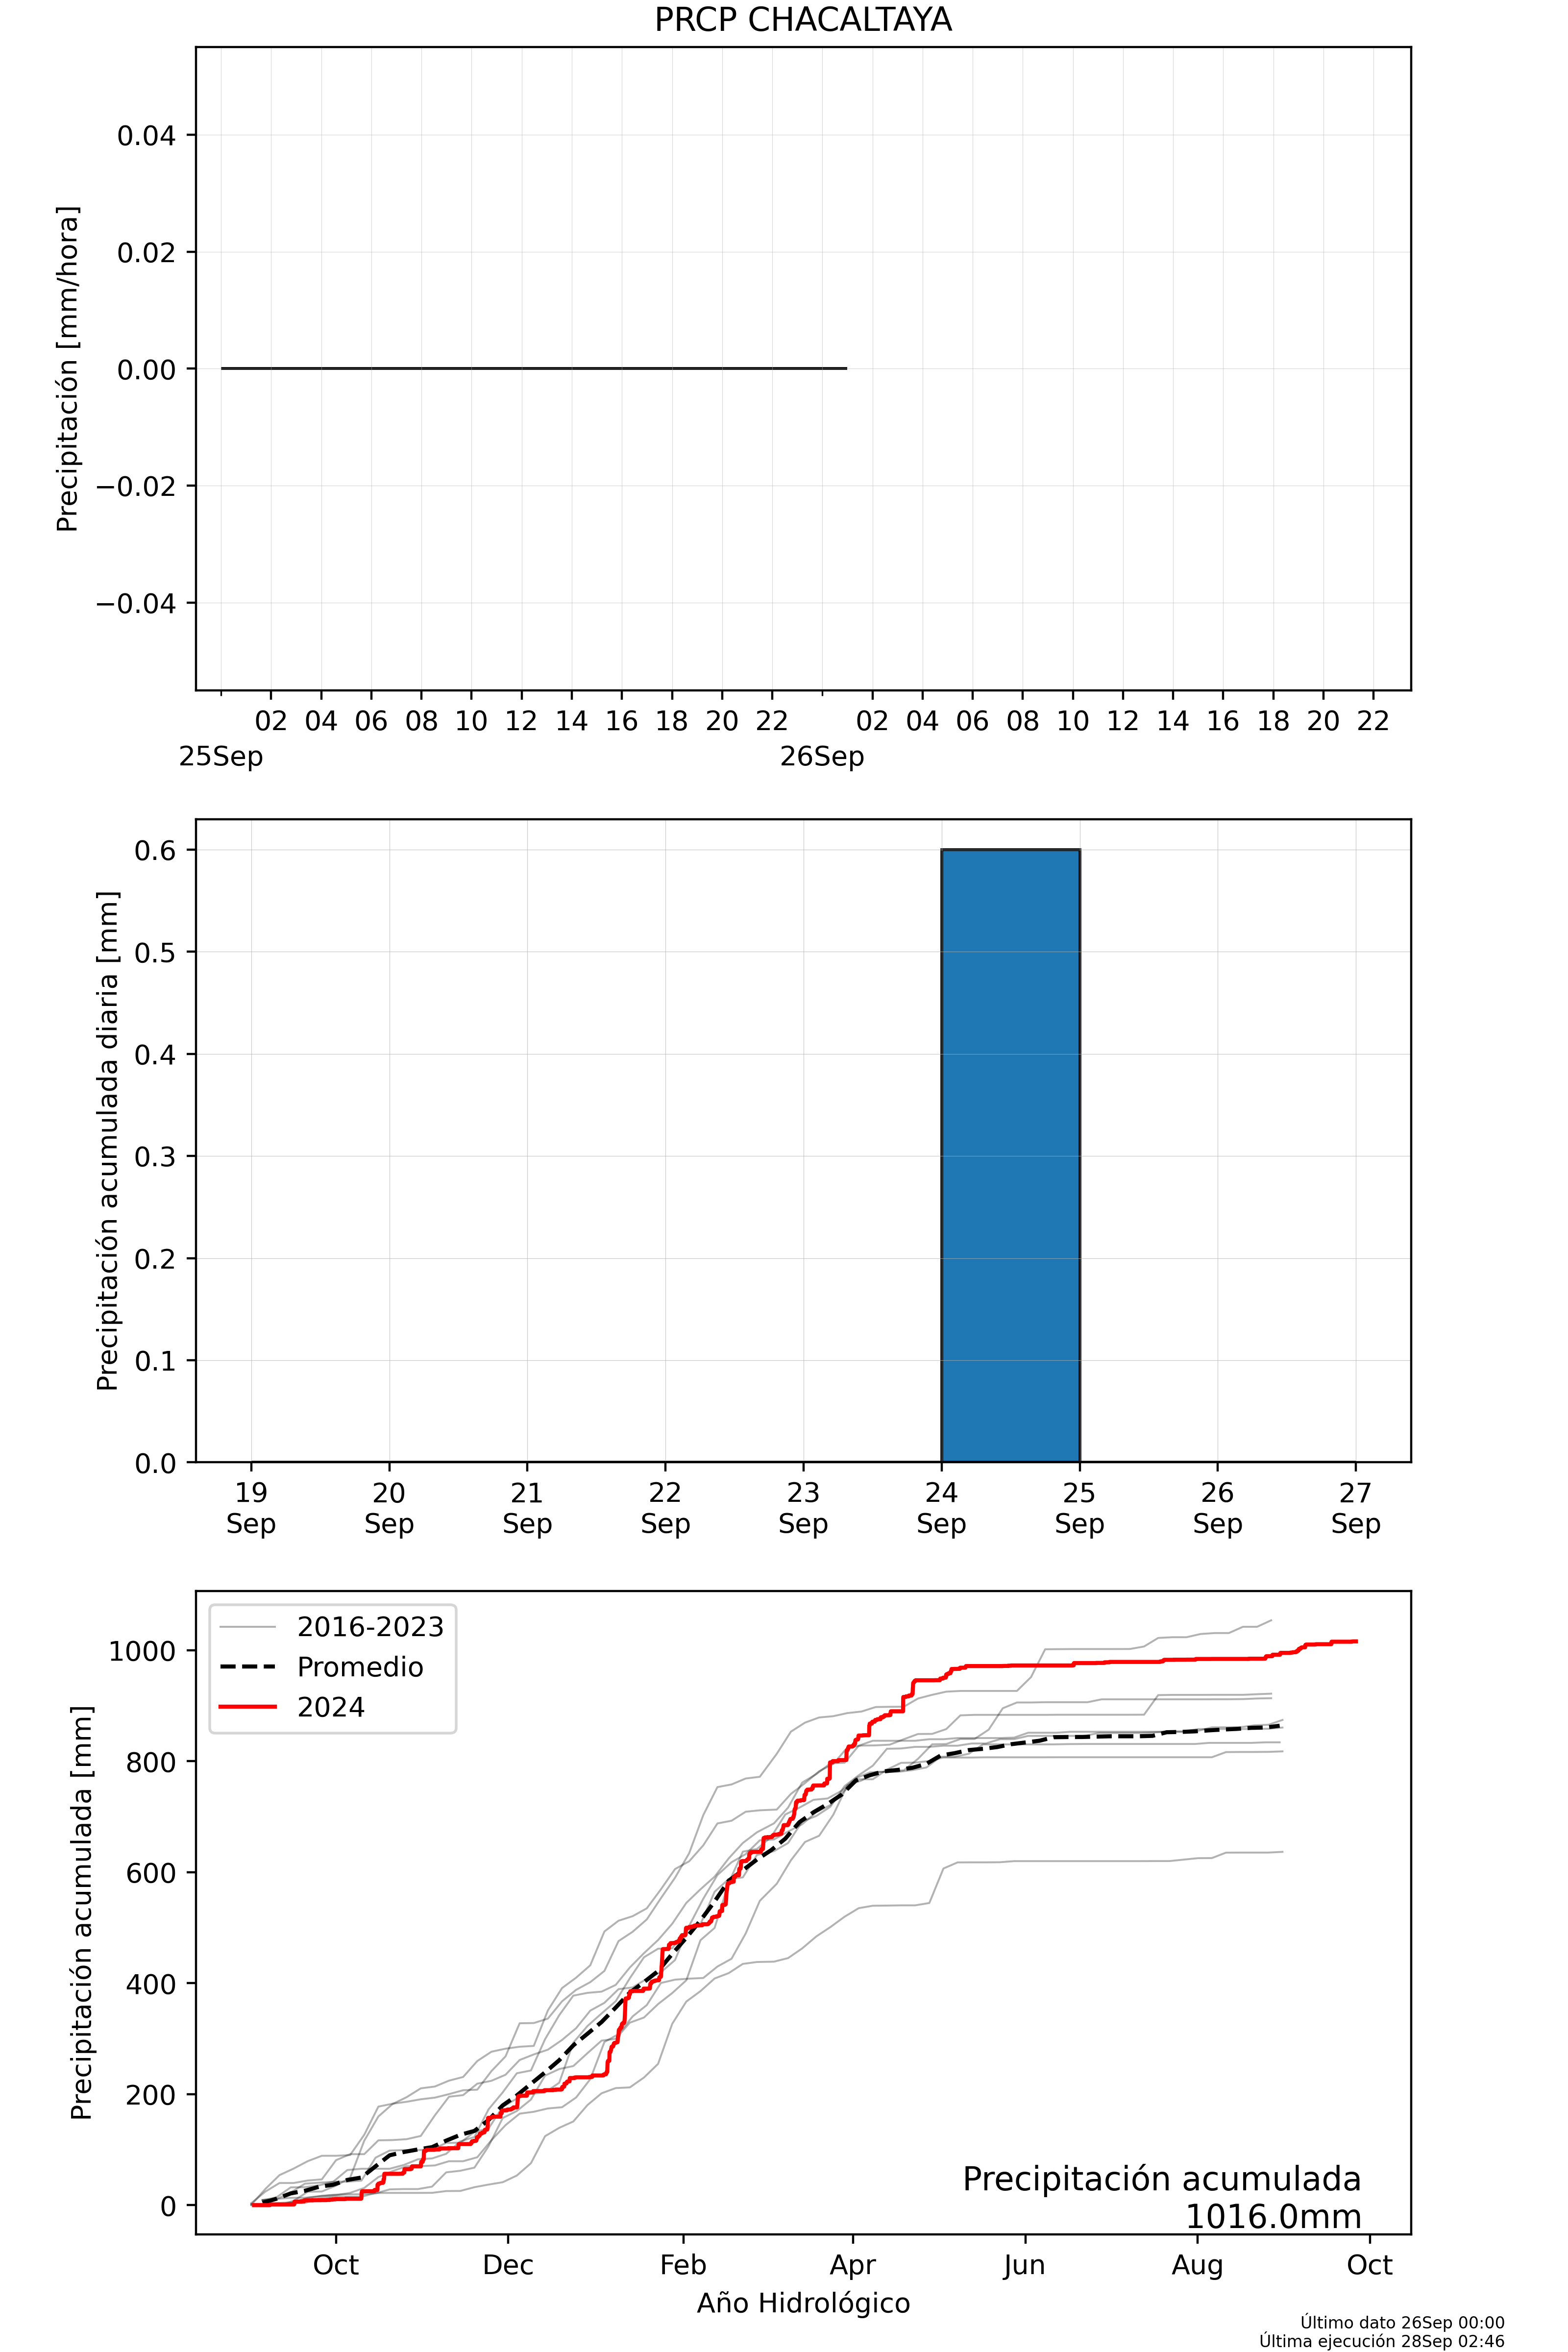 PRCP CHACALTAYA
Precipitación [mm/hora]
0.04
0.02
0.00
−0.02
−0.04
02 04 06 08 10 12 14 16 18 20 22 02 04 06 08 10 12 14 16 18 20 22
25Sep 26Sep
Precipitación acumulada diaria [mm]
0.6
0.5
0.4
0.3
0.2
0.1
0.0
19 20 21 22 23 24 25 26 27
Sep Sep Sep Sep Sep Sep Sep Sep Sep
Precipitación acumulada [mm]
1000
800
600
400
200
0
2016-2023
Promedio
2024
Precipitación acumulada
1016.0mm
Oct Dec Feb Apr Jun Aug Oct
Año Hidrológico
Último dato 26Sep 00:00
Última ejecución 28Sep 02:46